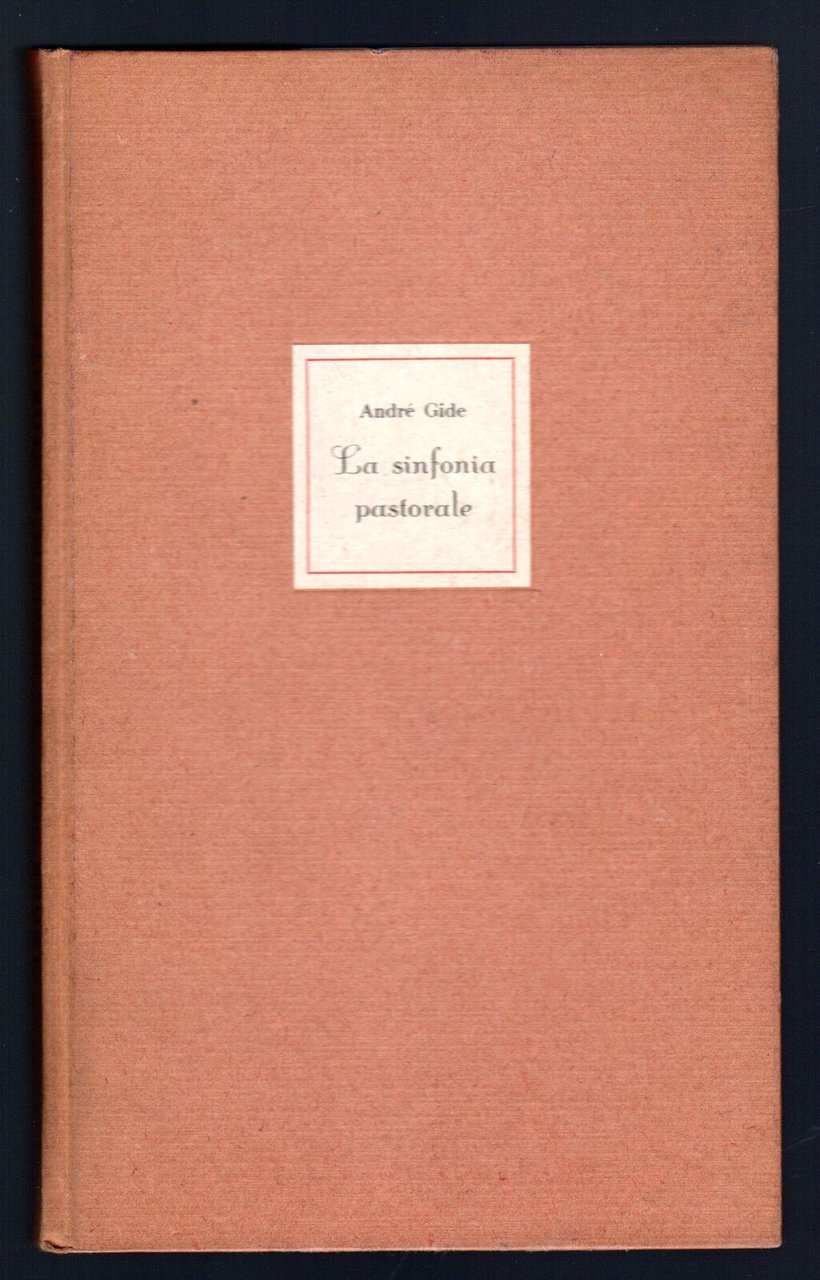 André Gide
La sinfonia
pastorale